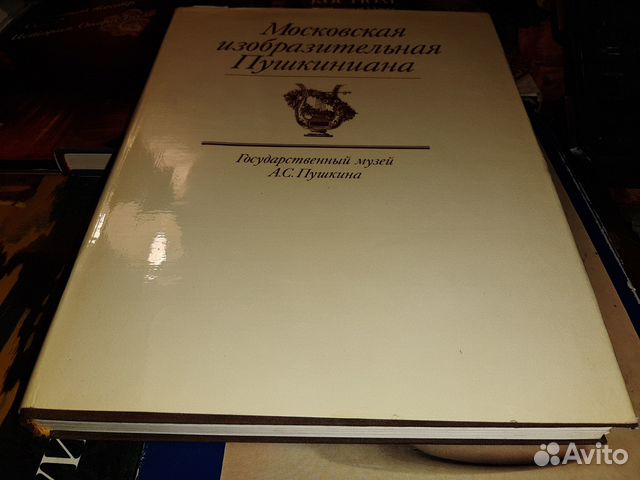 Московская
изобразительная
Пушкиниана
Государственный музей
А.С. Пушкина
Avito